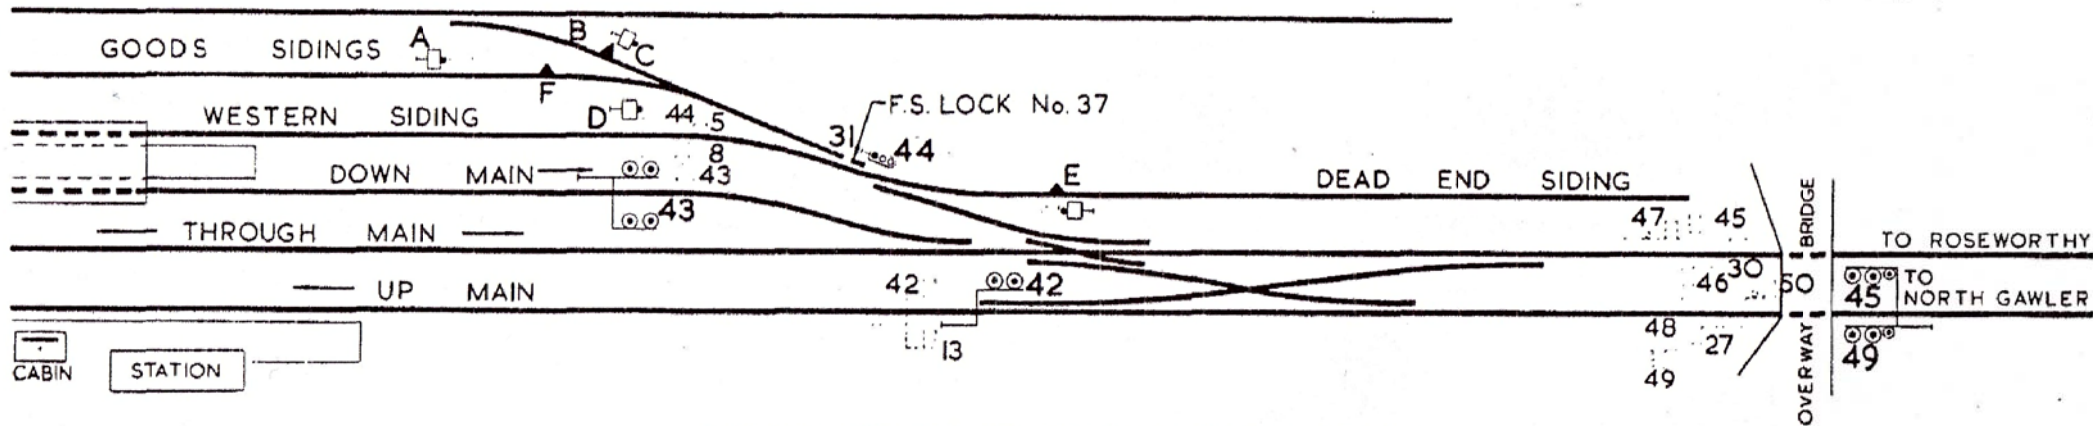 GOODS SIDINGS A B C
F
F.S. LOCK No. 37
WESTERN SIDING D 44 5 31 44
8
DOWN MAIN 43 E DEAD END SIDING
43 47 45 BRIDGE
THROUGH MAIN TO ROSEWORTHY
30
UP MAIN 42 42 46 50 45 TO
NORTH GAWLER
13 48 27 49
CABIN STATION 49 OVERWAY